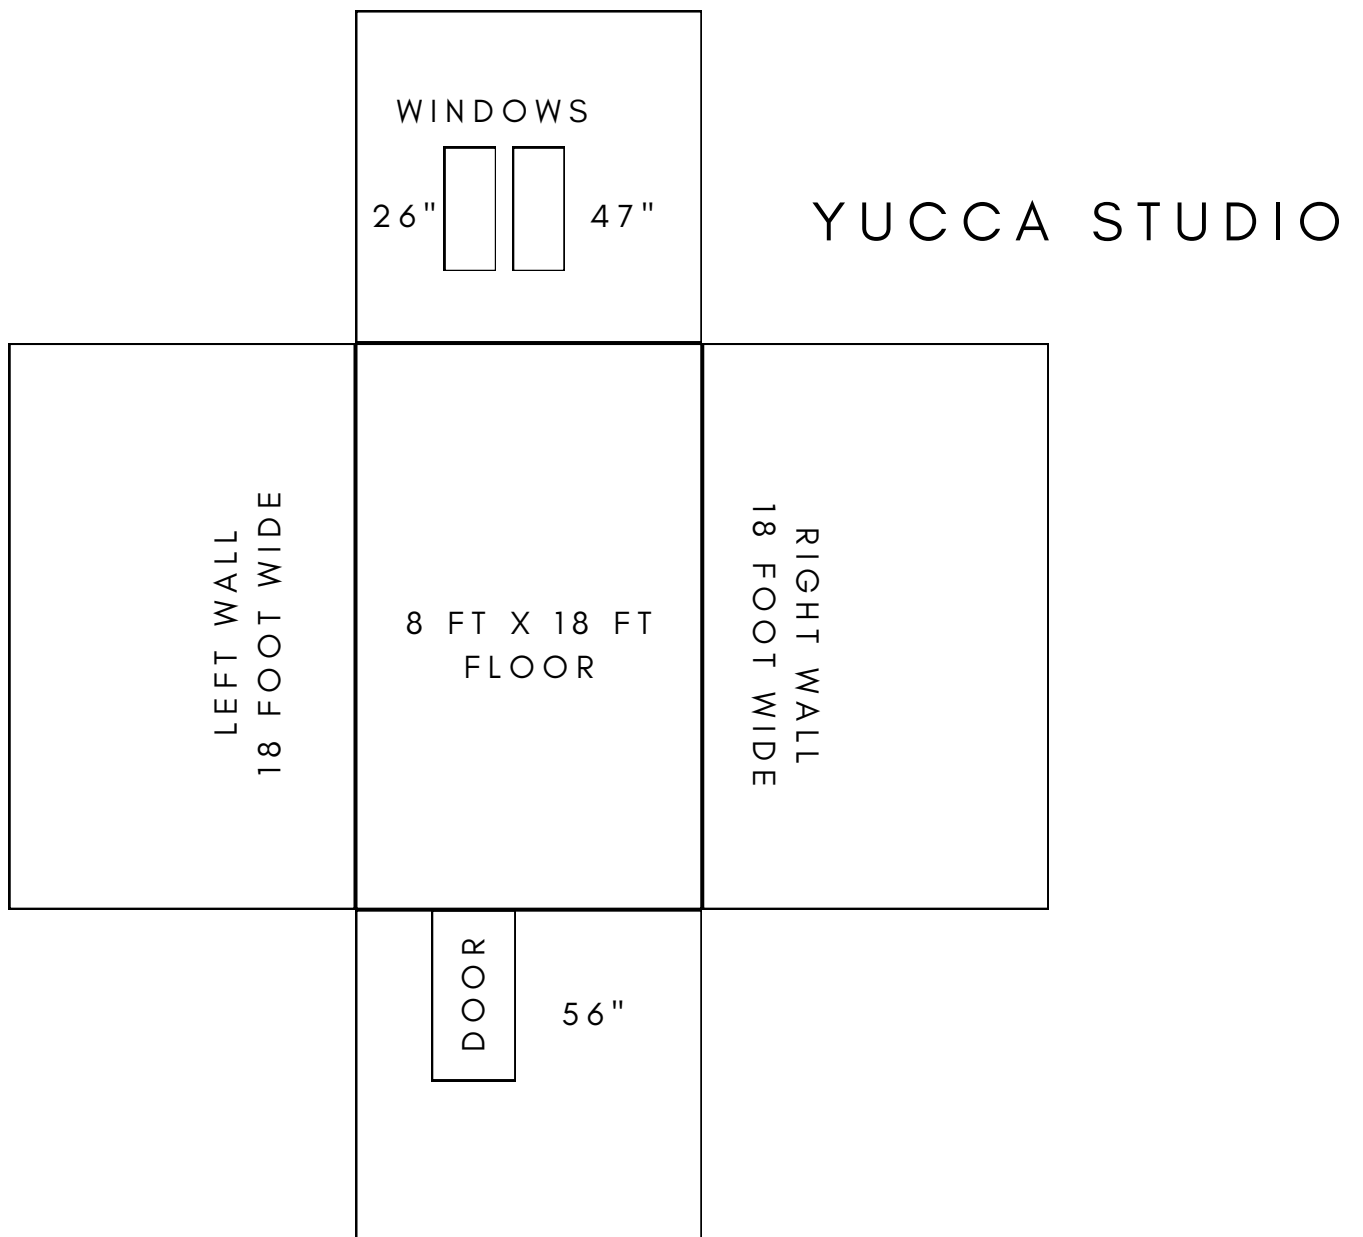 WINDOWS
26"
47"
YUCCA STUDIO
LEFT WALL
18 FOOT WIDE
8 FT X 18 FT
FLOOR
RIGHT WALL
18 FOOT WIDE
DOOR
56"